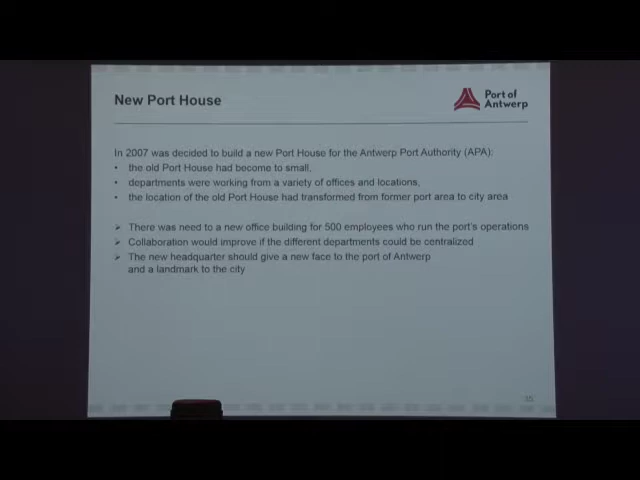 New Port House
Port of
Antwerp
In 2007 was decided to build a new Port House for the Antwerp Port Authority (APA):
• the old Port House had become to small,
• departments were working from a variety of offices and locations,
• the location of the old Port House had transformed from former port area to city area
➢ There was need to a new office building for 500 employees who run the port's operations
➢ Collaboration would improve if the different departments could be centralized
➢ The new headquarter should give a new face to the port of Antwerp
and a landmark to the city